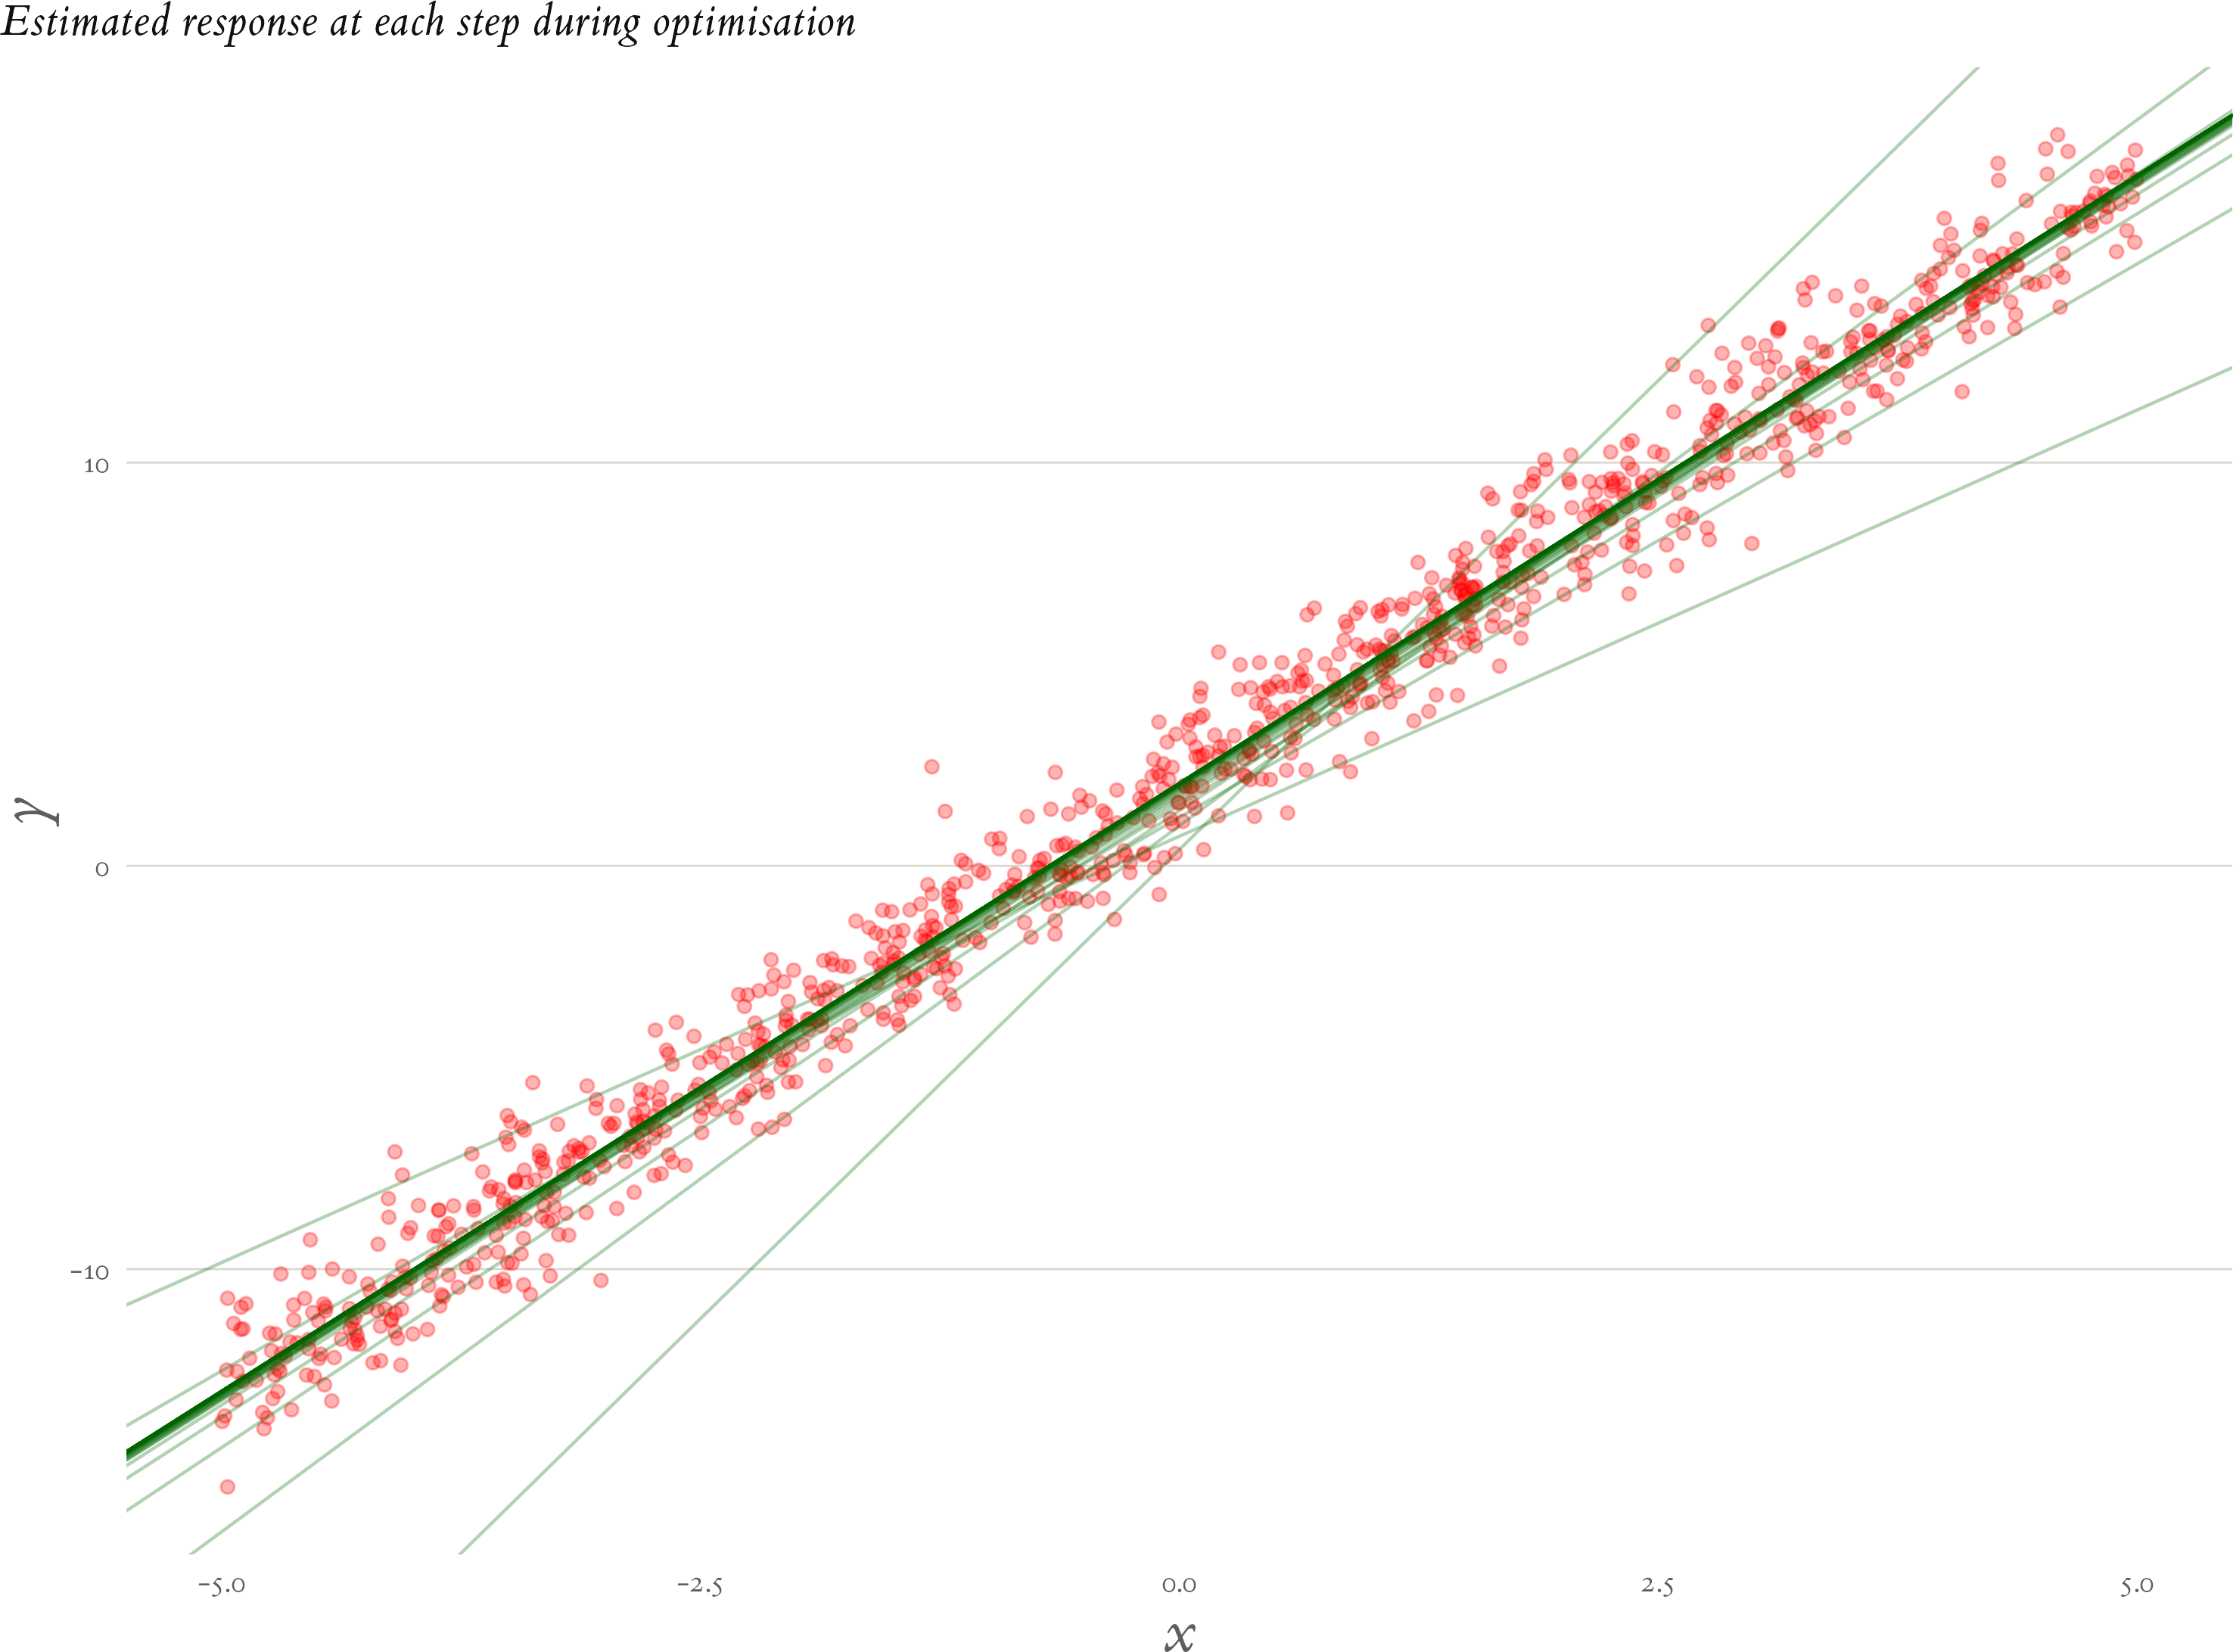 Estimated response at each step during optimisation
10
0
−10
y
−5.0
−2.5
0.0
2.5
5.0
x